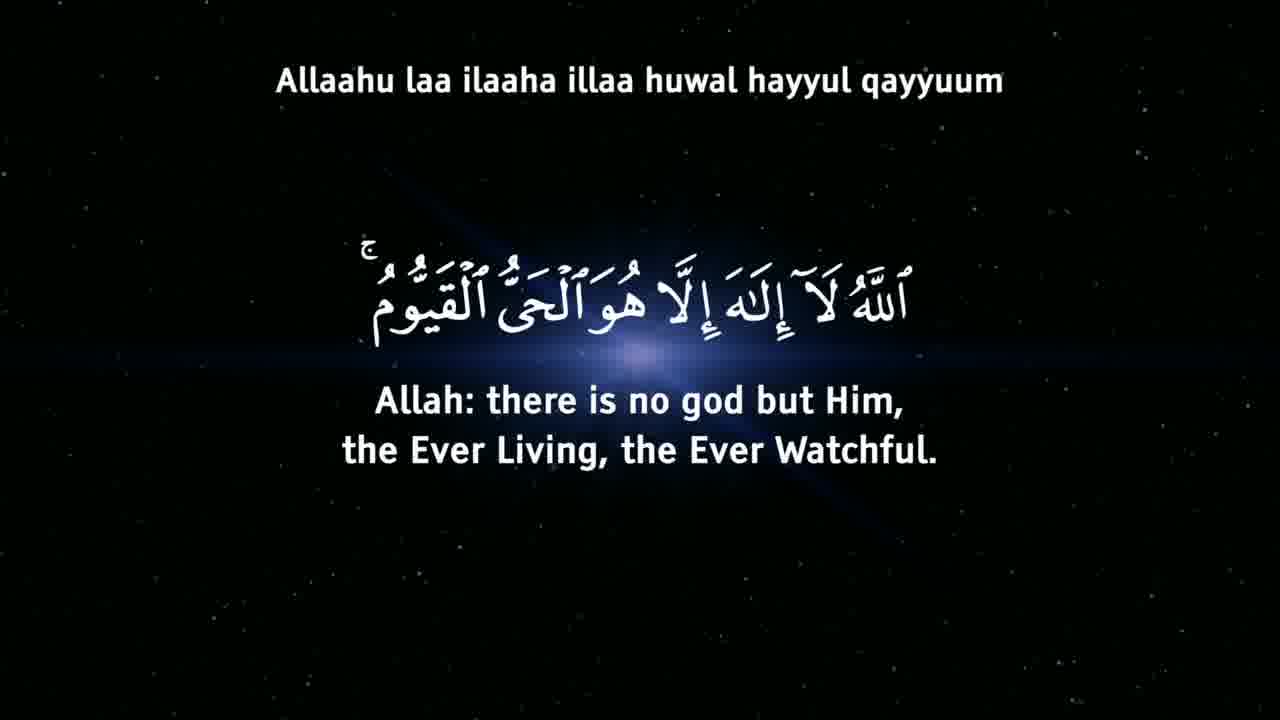 Allaahu laa ilaaha illaa huwal hayyul qayyuum
ٱللَّهُ لَآ إِلَـٰهَ إِلَّا هُوَ ٱلْحَىُّ ٱلْقَيُّومُ ۚ
Allah: there is no god but Him,
the Ever Living, the Ever Watchful.